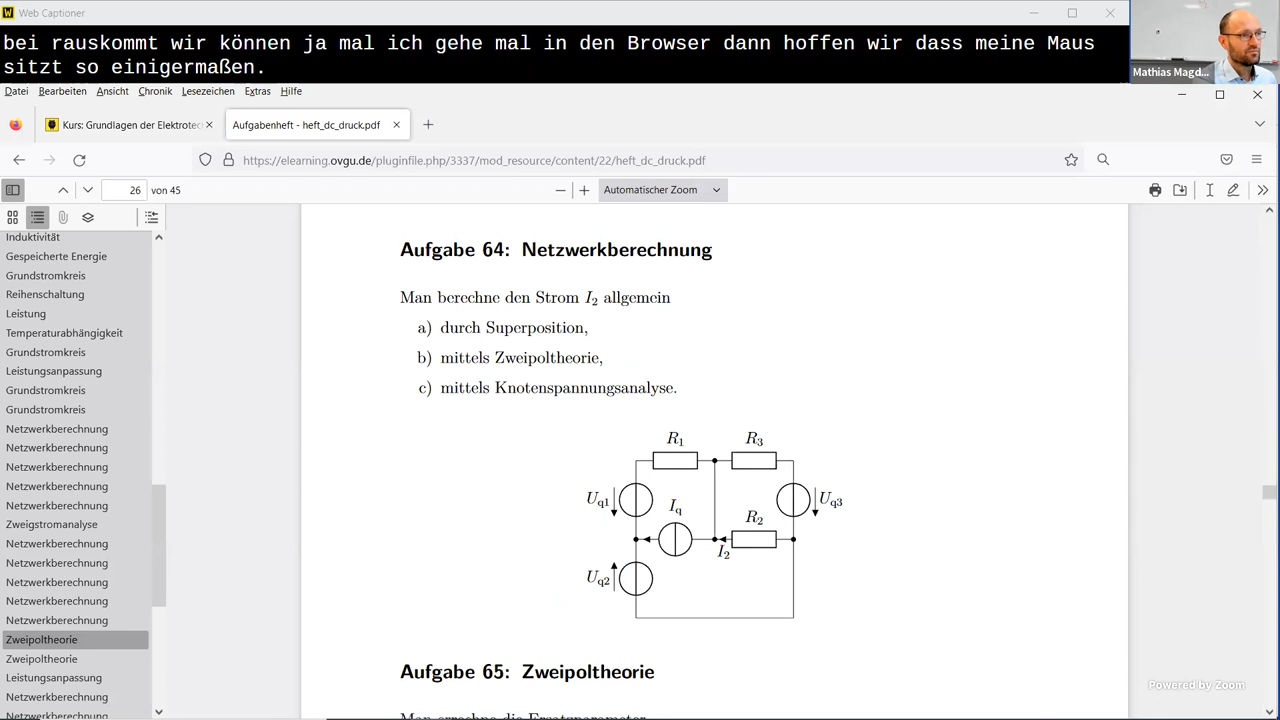 Web Captioner
bei rauskommt wir können ja mal ich gehe mal in den Browser dann hoffen wir dass meine Maus
sitzt so einigermaßen.
Mathias Magd...
Datei Bearbeiten Ansicht Chronik Lesezeichen Extras Hilfe
Kurs: Grundlagen der Elektrotec
Aufgabenheft - heft_dc_druck.pdf
https://elearning.ovgu.de/pluginfile.php/3337/mod_resource/content/22/heft_dc_druck.pdf
26 von 45
Automatischer Zoom
Induktivität
Gespeicherte Energie
Grundstromkreis
Reihenschaltung
Leistung
Temperaturabhängigkeit
Grundstromkreis
Leistungsanpassung
Grundstromkreis
Grundstromkreis
Netzwerkberechnung
Netzwerkberechnung
Netzwerkberechnung
Netzwerkberechnung
Netzwerkberechnung
Zweigstromanalyse
Netzwerkberechnung
Netzwerkberechnung
Netzwerkberechnung
Netzwerkberechnung
Netzwerkberechnung
Zweipoltheorie
Zweipoltheorie
Leistungsanpassung
Netzwerkberechnung
Netzwerkberechnung
Aufgabe 64: Netzwerkberechnung
Man berechne den Strom I2 allgemein
a) durch Superposition,
b) mittels Zweipoltheorie,
c) mittels Knotenspannungsanalyse.
R1 R3
Uq1 Iq Uq3
R2
I2
Uq2
Aufgabe 65: Zweipoltheorie
Man errechne die Ersatzparameter
Powered by Zoom